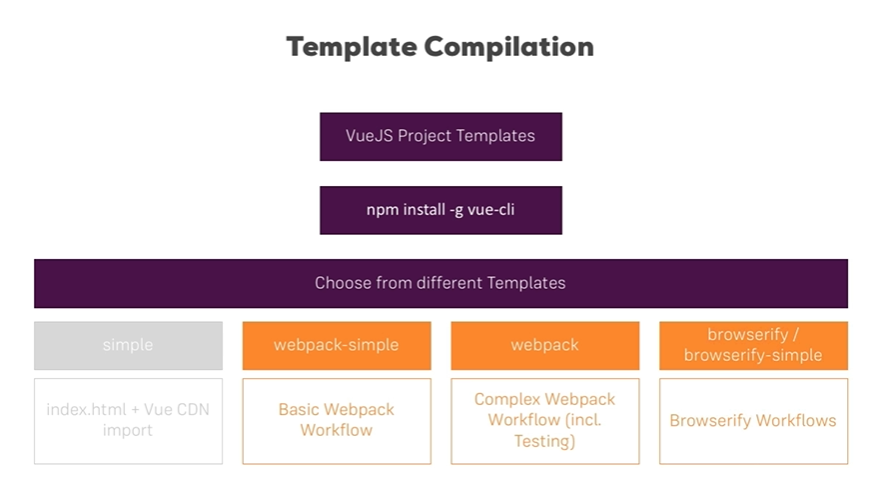 Template Compilation
VueJS Project Templates
npm install -g vue-cli
Choose from different Templates
simple
webpack-simple
webpack
browserify /
browserify-simple
index.html + Vue CDN
import
Basic Webpack
Workflow
Complex Webpack
Workflow (incl.
Testing)
Browserify Workflows